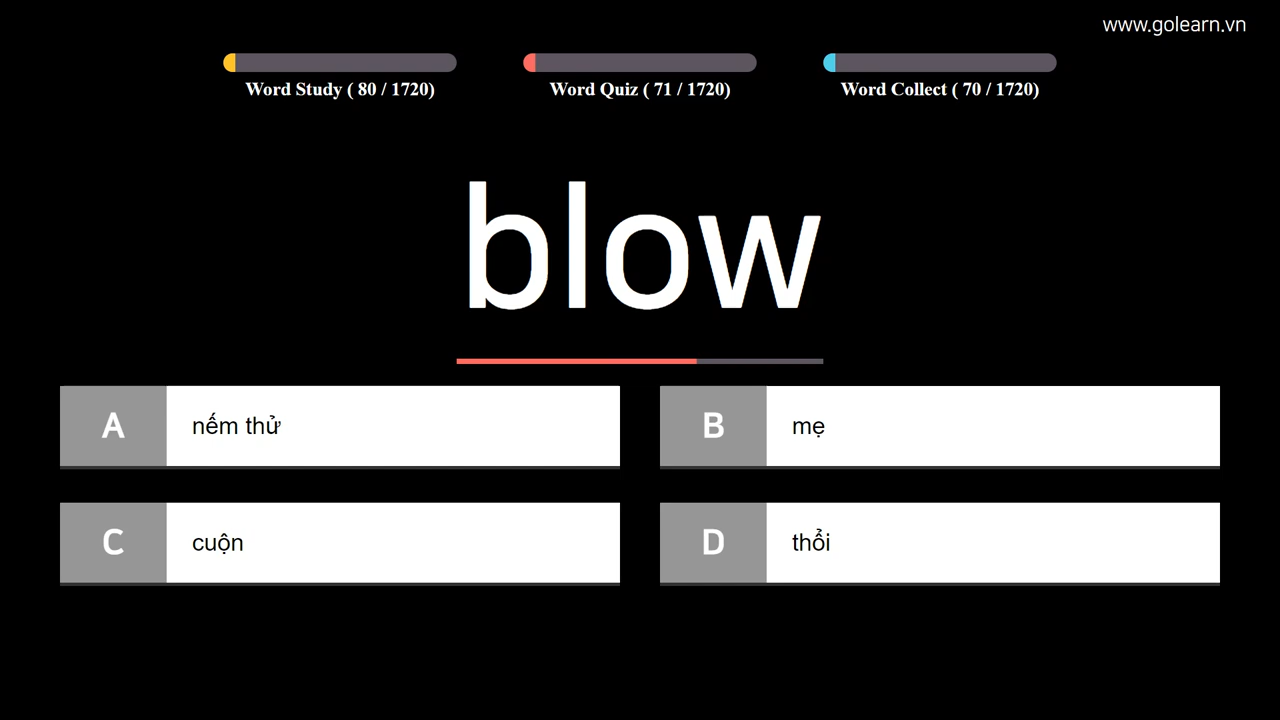 www.golearn.vn
Word Study ( 80 / 1720)
Word Quiz ( 71 / 1720)
Word Collect ( 70 / 1720)
blow
A nếm thử
B mẹ
C cuộn
D thổi